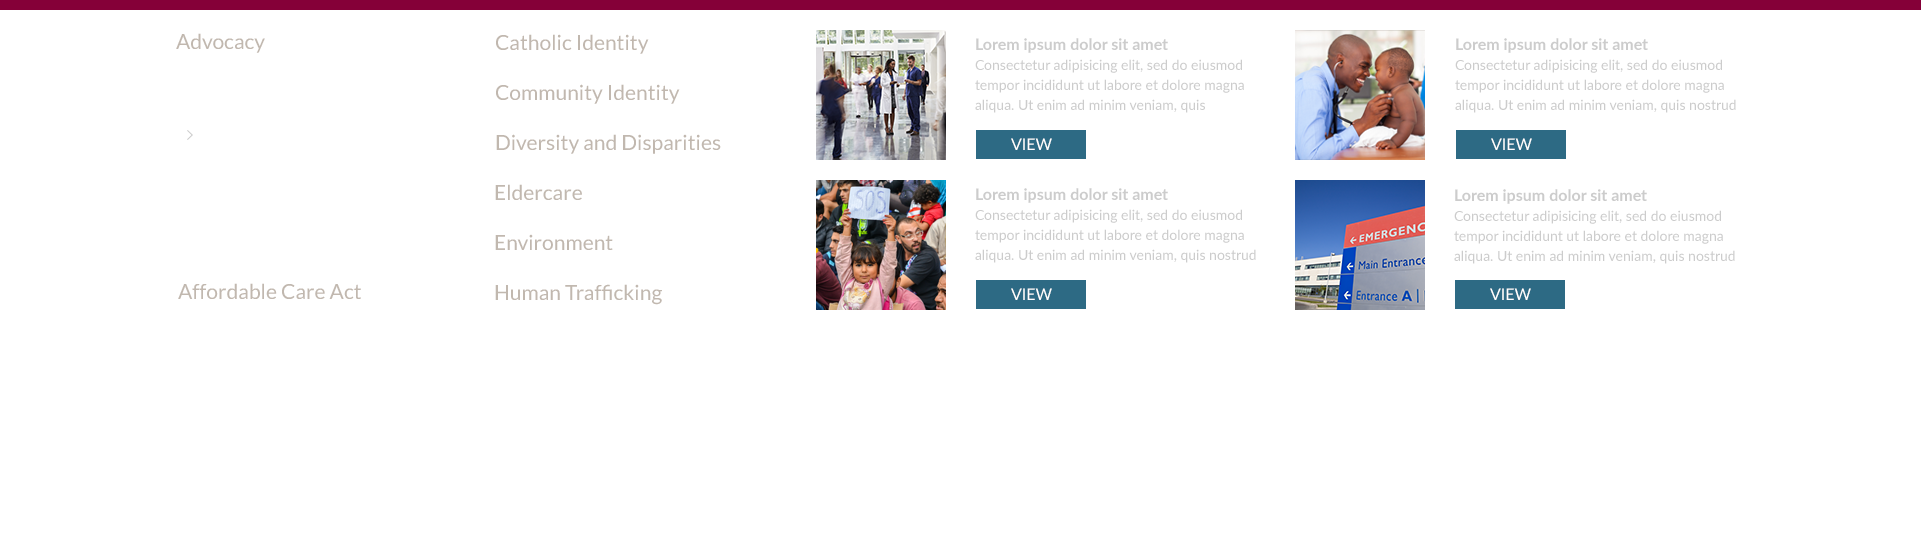 Advocacy
>
Affordable Care Act
Catholic Identity
Community Identity
Diversity and Disparities
Eldercare
Environment
Human Trafficking
Lorem ipsum dolor sit amet
Consectetur adipisicing elit, sed do eiusmod
tempor incididunt ut labore et dolore magna
aliqua. Ut enim ad minim veniam, quis
VIEW
Lorem ipsum dolor sit amet
Consectetur adipisicing elit, sed do eiusmod
tempor incididunt ut labore et dolore magna
aliqua. Ut enim ad minim veniam, quis nostrud
VIEW
SOS
Lorem ipsum dolor sit amet
Consectetur adipisicing elit, sed do eiusmod
tempor incididunt ut labore et dolore magna
aliqua. Ut enim ad minim veniam, quis nostrud
VIEW
EMERGENC
Main Entrance
Entrance A |
Lorem ipsum dolor sit amet
Consectetur adipisicing elit, sed do eiusmod
tempor incididunt ut labore et dolore magna
aliqua. Ut enim ad minim veniam, quis nostrud
VIEW